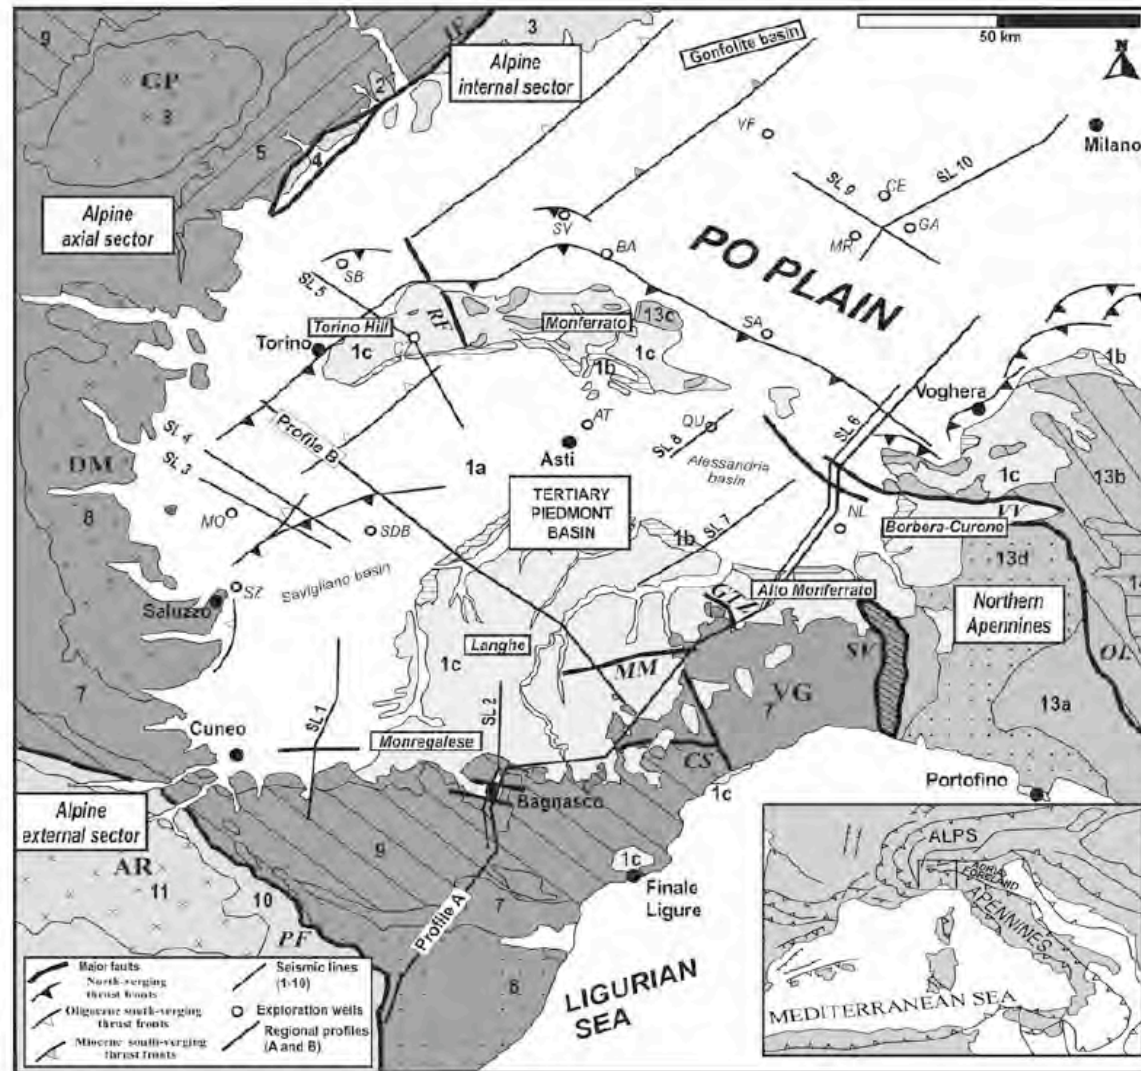 9
IF
3
Alpine
internal sector
Gonfolite basin
50 km
N
GP
2
8
VF
Milano
5
4
SL 9
SL 10
CE
GA
MR
Alpine
axial sector
SV
BA
PO PLAIN
SB
SL 5
RF
Torino Hill
Monferrato
13c
SA
Torino
1c
1c
1b
1b
Voghera
SL 4
SL 3
Profile B
AT
QU
SL 8
SL 6
DM
1a
Asti
Alessandria
basin
1c
13b
8
TERTIARY
PIEDMONT
BASIN
MO
SDB
NL
VV
1b
SL 7
Borbera-Curone
13d
SZ
Savigliano basin
Saluzzo
Alto Monferrato
Northern
Apennines
Langhe
1c
MM
VG
7
SV
OL
7
SL 1
SL 2
13a
Cuneo
Monregalese
CS
1c
Portofino
Alpine
external sector
Bagnasco
AR
11
10
9
1c
Finale
Ligure
7
Profile A
PF
LIGURIAN
SEA
ALPS
ADRIA
FORELAND
APENNINES
MEDITERRANEAN SEA
Major faults
North-verging
thrust fronts
Oligocene south-verging
thrust fronts
Miocene south-verging
thrust fronts
Seismic lines
(1-10)
Exploration wells
Regional profiles
(A and B)